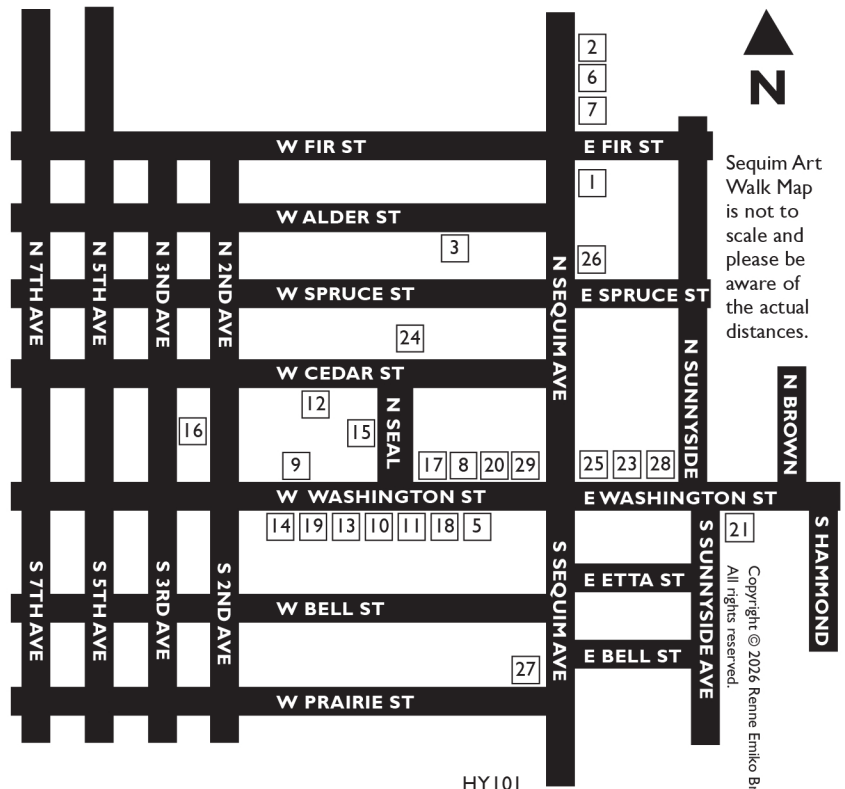 2
6
7
N
W FIR ST
E FIR ST
1
Sequim Art
Walk Map
is not to
scale and
please be
aware of
the actual
distances.
W ALDER ST
3
26
N 7TH AVE
N 5TH AVE
N 3ND AVE
N 2ND AVE
N SEQUIM AVE
W SPRUCE ST
E SPRUCE ST
24
N SUNNYSIDE
W CEDAR ST
N BROWN
12
N SEAL
16
15
9
17 8 20 29
25 23 28
W WASHINGTON ST
E WASHINGTON ST
14 19 13 10 11 18 5
21
S HAMMOND
S 7TH AVE
S 5TH AVE
S 3RD AVE
S 2ND AVE
S SEQUIM AVE
S SUNNYSIDE AVE
E ETTA ST
W BELL ST
E BELL ST
27
W PRAIRIE ST
Copyright © 2026 Renne Emiko
All rights reserved.
HY101